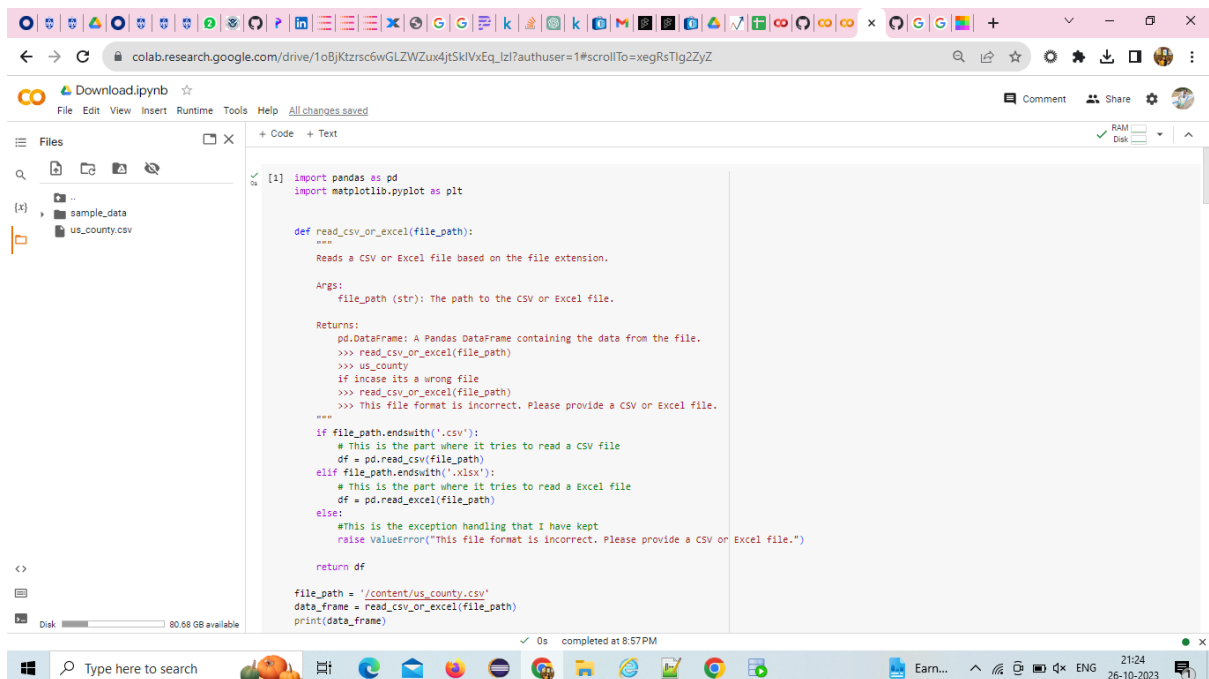 colab.research.google.com/drive/1oBjKtzrsc6wGLZWZux4jtSkIVxEq_IzI?authuser=1#scrollTo=xegRsTIg2ZyZ
Download.ipynb
File Edit View Insert Runtime Tools Help All changes saved
Comment Share
Files
+ Code + Text
RAM
Disk
..
sample_data
us_county.csv
{x}
0s
[1] import pandas as pd
import matplotlib.pyplot as plt
def read_csv_or_excel(file_path):
"""
Reads a CSV or Excel file based on the file extension.
Args:
file_path (str): The path to the CSV or Excel file.
Returns:
pd.DataFrame: A Pandas DataFrame containing the data from the file.
>>> read_csv_or_excel(file_path)
>>> us_county
if incase its a wrong file
>>> read_csv_or_excel(file_path)
>>> This file format is incorrect. Please provide a CSV or Excel file.
"""
if file_path.endswith('.csv'):
# This is the part where it tries to read a CSV file
df = pd.read_csv(file_path)
elif file_path.endswith('.xlsx'):
# This is the part where it tries to read a Excel file
df = pd.read_excel(file_path)
else:
#This is the exception handling that I have kept
raise ValueError("This file format is incorrect. Please provide a CSV or Excel file.")
return df
file_path = '/content/us_county.csv'
data_frame = read_csv_or_excel(file_path)
print(data_frame)
Disk 80.68 GB available
0s completed at 8:57 PM
Type here to search
Earn...
ENG
21:24
26-10-2023